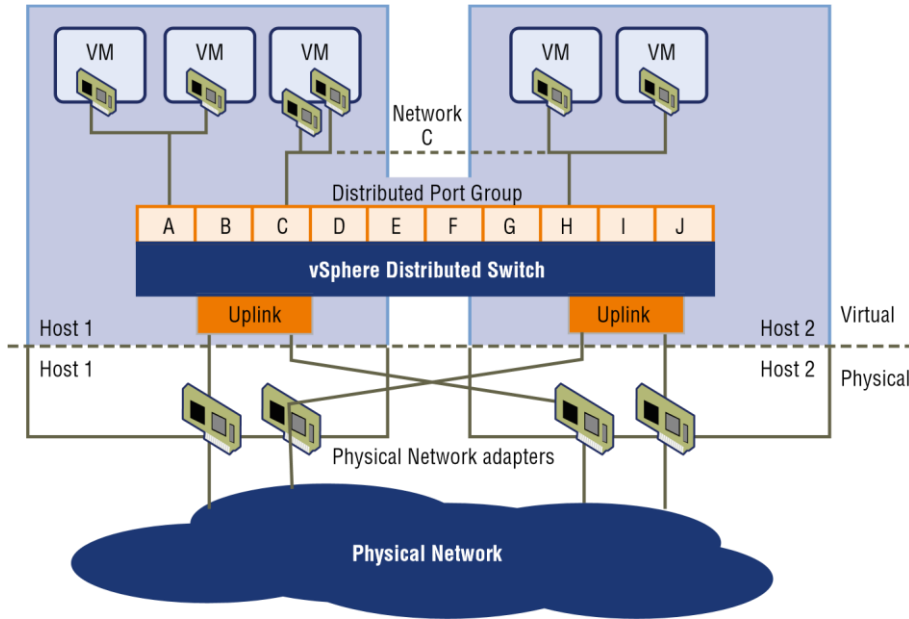 VM
VM
VM
VM
VM
Network
C
Distributed Port Group
A B C D E F G H I J
vSphere Distributed Switch
Uplink
Uplink
Host 1
Host 2
Virtual
Host 1
Host 2
Physical
Physical Network adapters
Physical Network